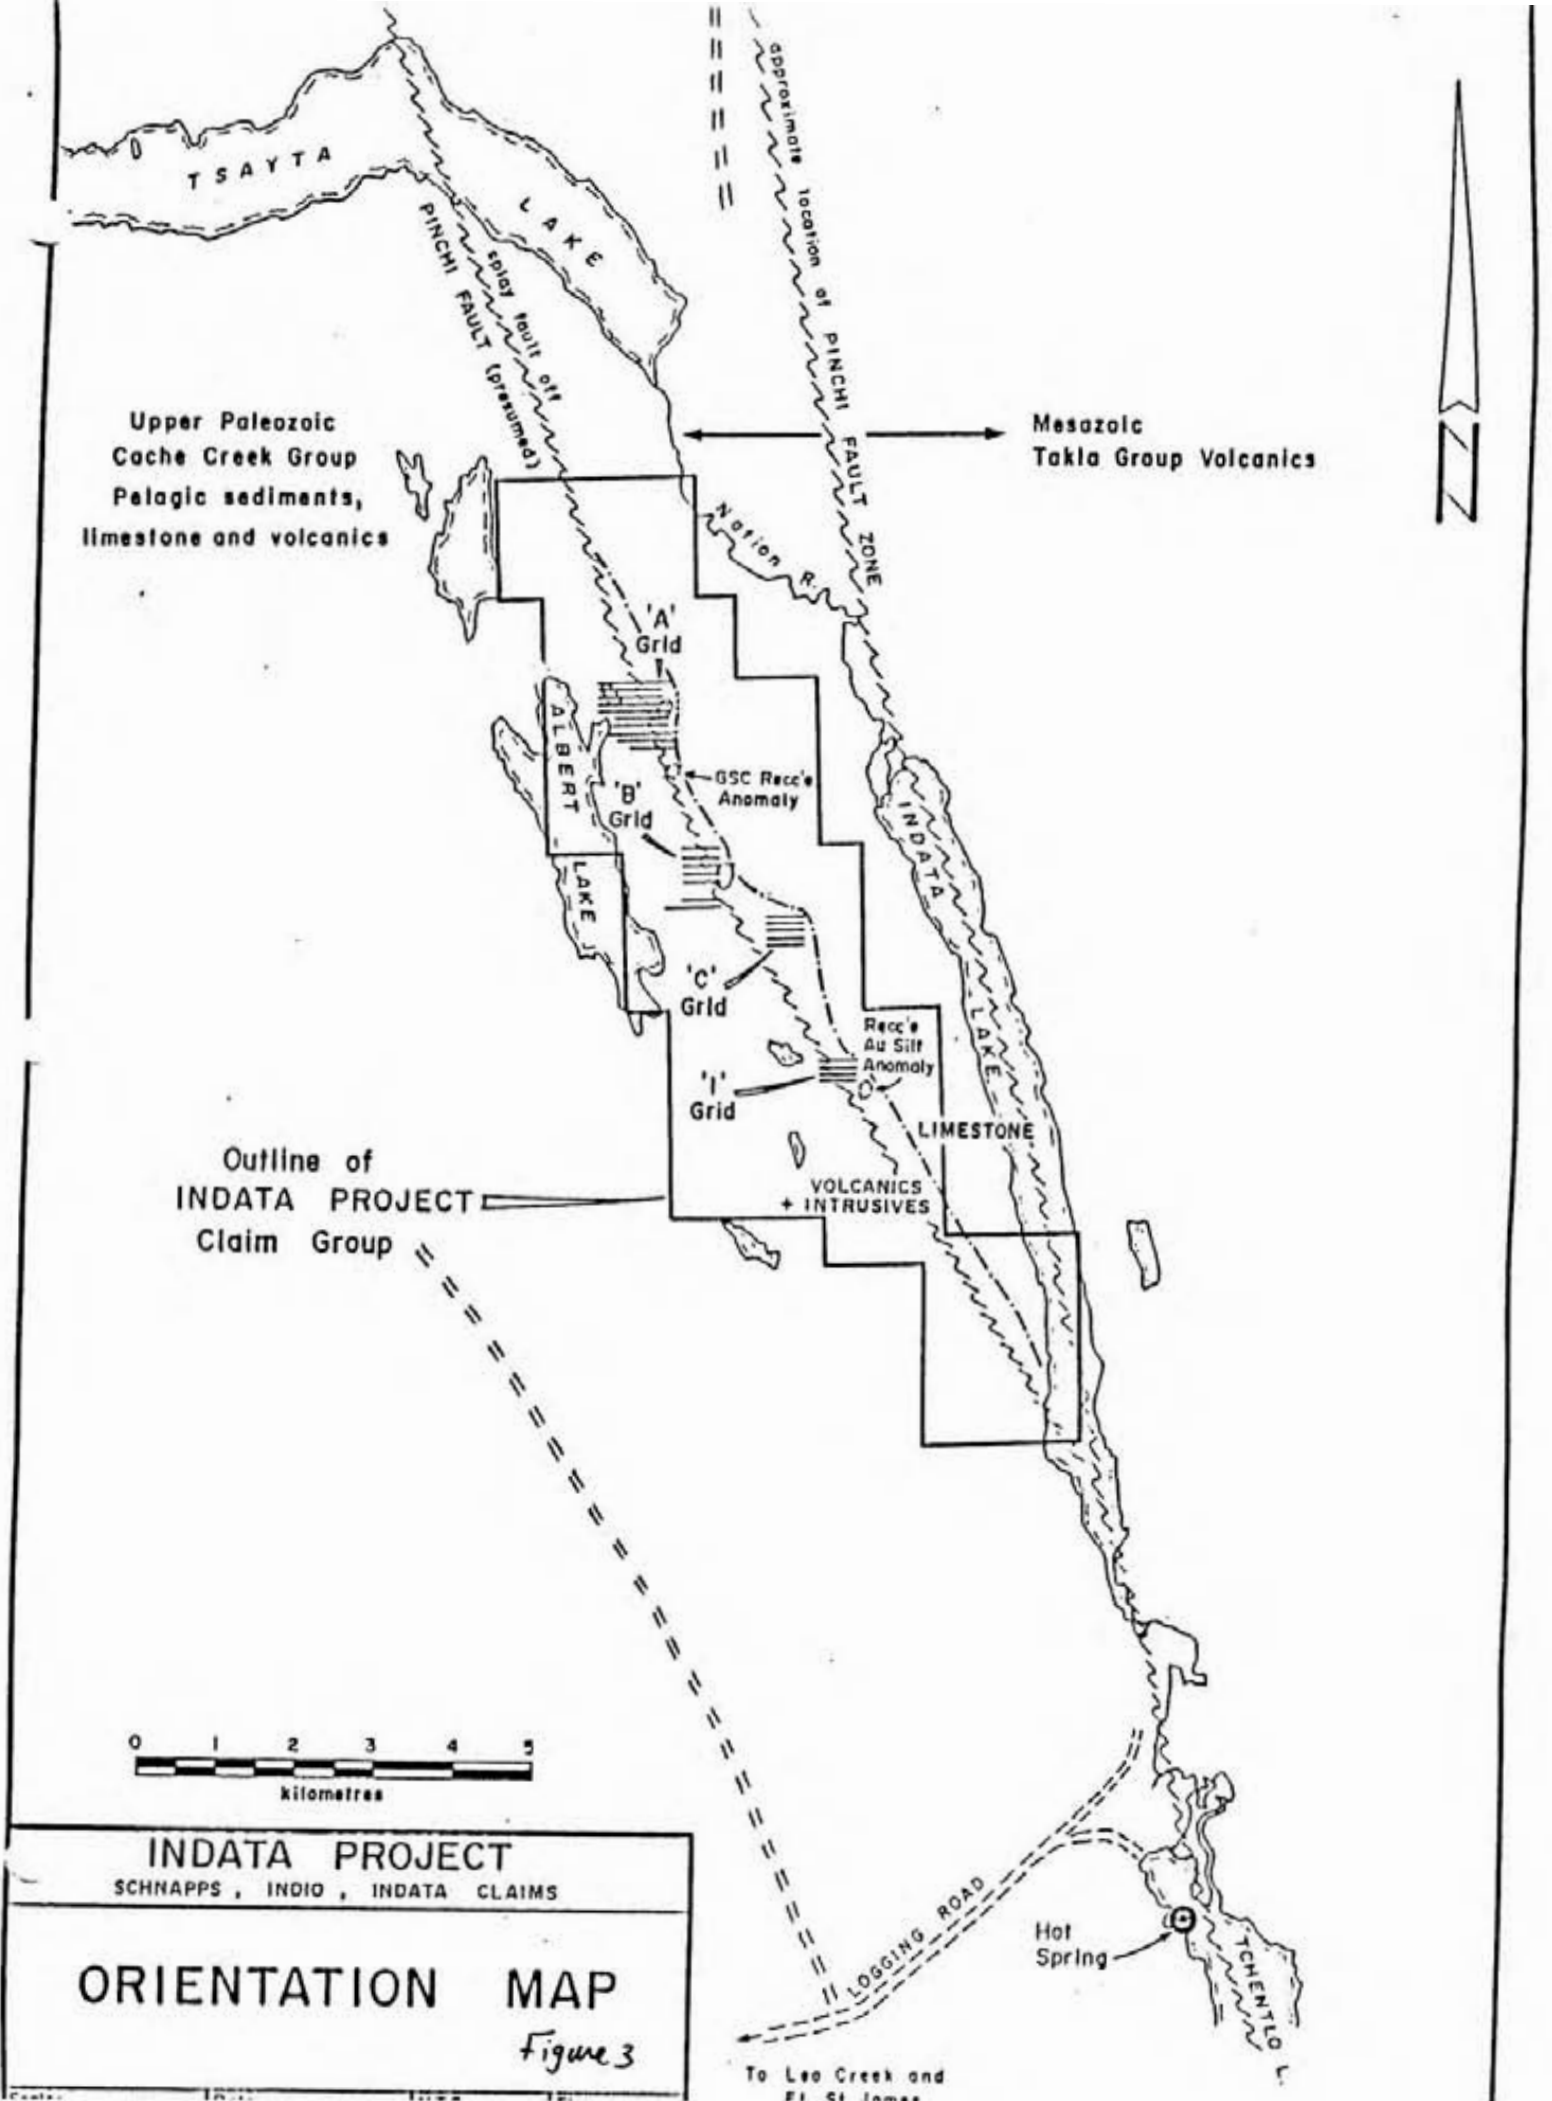 TSAYTA
LAKE
approximate location of PINCHI FAULT ZONE
splay fault off
PINCHI FAULT (presumed)
Upper Paleozoic
Cache Creek Group
Pelagic sediments,
limestone and volcanics
Mesazoic
Takla Group Volcanics
N
Nation R.
'A'
Grid
ALBERT
LAKE
GSC Recc'e
Anomaly
'B'
Grid
INDATA
LAKE
'C'
Grid
Recc'e
Au Silt
Anomaly
'I'
Grid
LIMESTONE
VOLCANICS
+ INTRUSIVES
Outline of
INDATA PROJECT
Claim Group
0 1 2 3 4 5
kilometres
INDATA PROJECT
SCHNAPPS, INDIO, INDATA CLAIMS
ORIENTATION MAP
Figure 3
LOGGING ROAD
Hot
Spring
TCHENTLO L.
To Leo Creek and
Ft. St. James